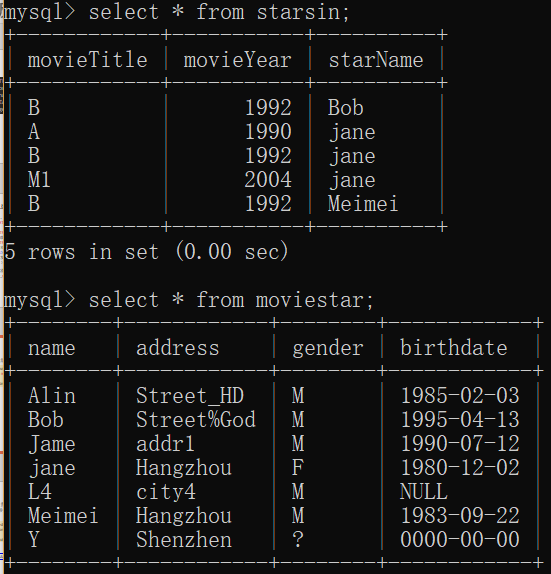 mysql> select * from starsin;
+------------+-----------+----------+
| movieTitle | movieYear | starName |
+------------+-----------+----------+
| B          |      1992 | Bob      |
| A          |      1990 | jane     |
| B          |      1992 | jane     |
| M1         |      2004 | jane     |
| B          |      1992 | Meimei   |
+------------+-----------+----------+
5 rows in set (0.00 sec)
mysql> select * from moviestar;
+--------+------------+--------+------------+
| name   | address    | gender | birthdate  |
+--------+------------+--------+------------+
| Alin   | Street_HD  | M      | 1985-02-03 |
| Bob    | Street%God | M      | 1995-04-13 |
| Jame   | addr1      | M      | 1990-07-12 |
| jane   | Hangzhou   | F      | 1980-12-02 |
| L4     | city4      | M      | NULL       |
| Meimei | Hangzhou   | M      | 1983-09-22 |
| Y      | Shenzhen   | ?      | 0000-00-00 |
+--------+------------+--------+------------+